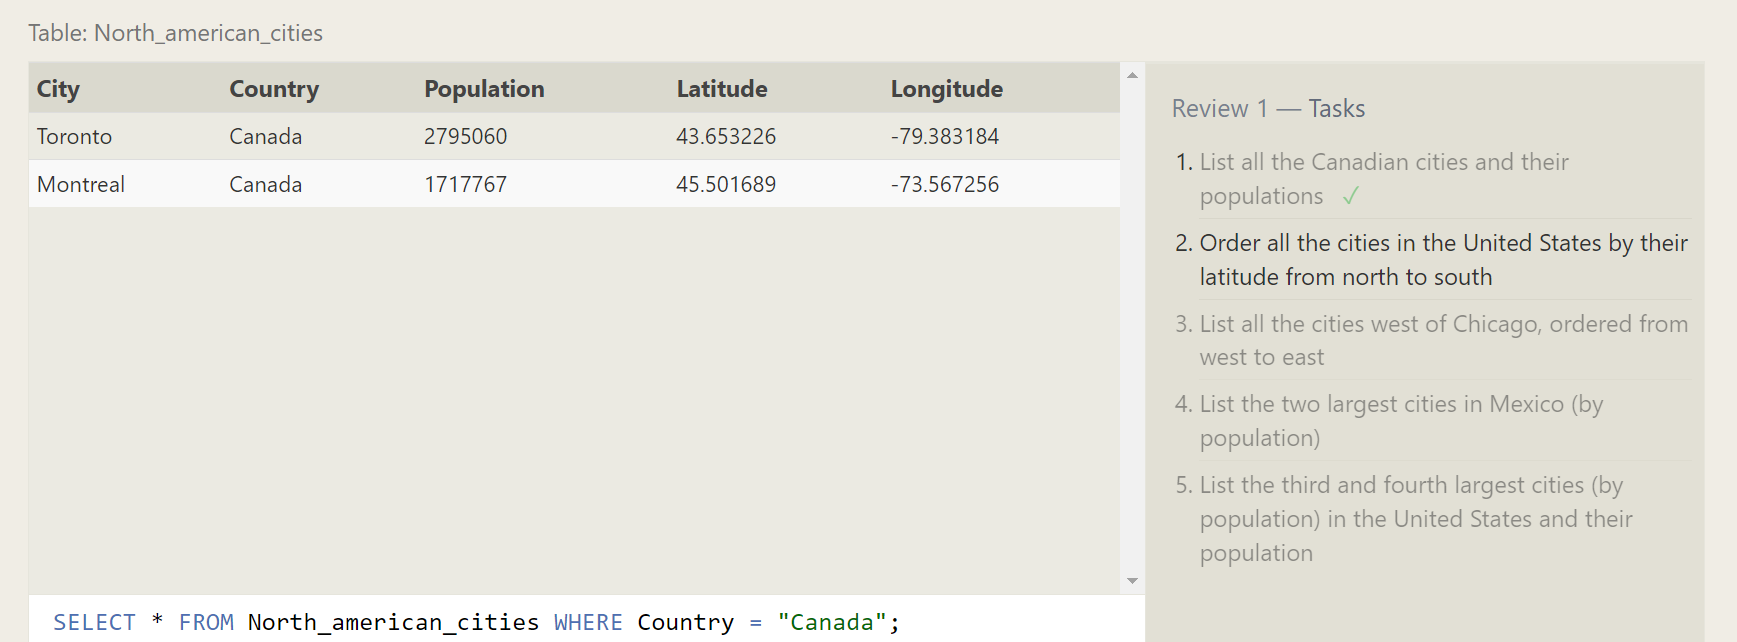 Table: North_american_cities
City Country Population Latitude Longitude
Toronto Canada 2795060 43.653226 -79.383184
Montreal Canada 1717767 45.501689 -73.567256
SELECT * FROM North_american_cities WHERE Country = "Canada";
Review 1 — Tasks
1. List all the Canadian cities and their
populations ✓
2. Order all the cities in the United States by their
latitude from north to south
3. List all the cities west of Chicago, ordered from
west to east
4. List the two largest cities in Mexico (by
population)
5. List the third and fourth largest cities (by
population) in the United States and their
population